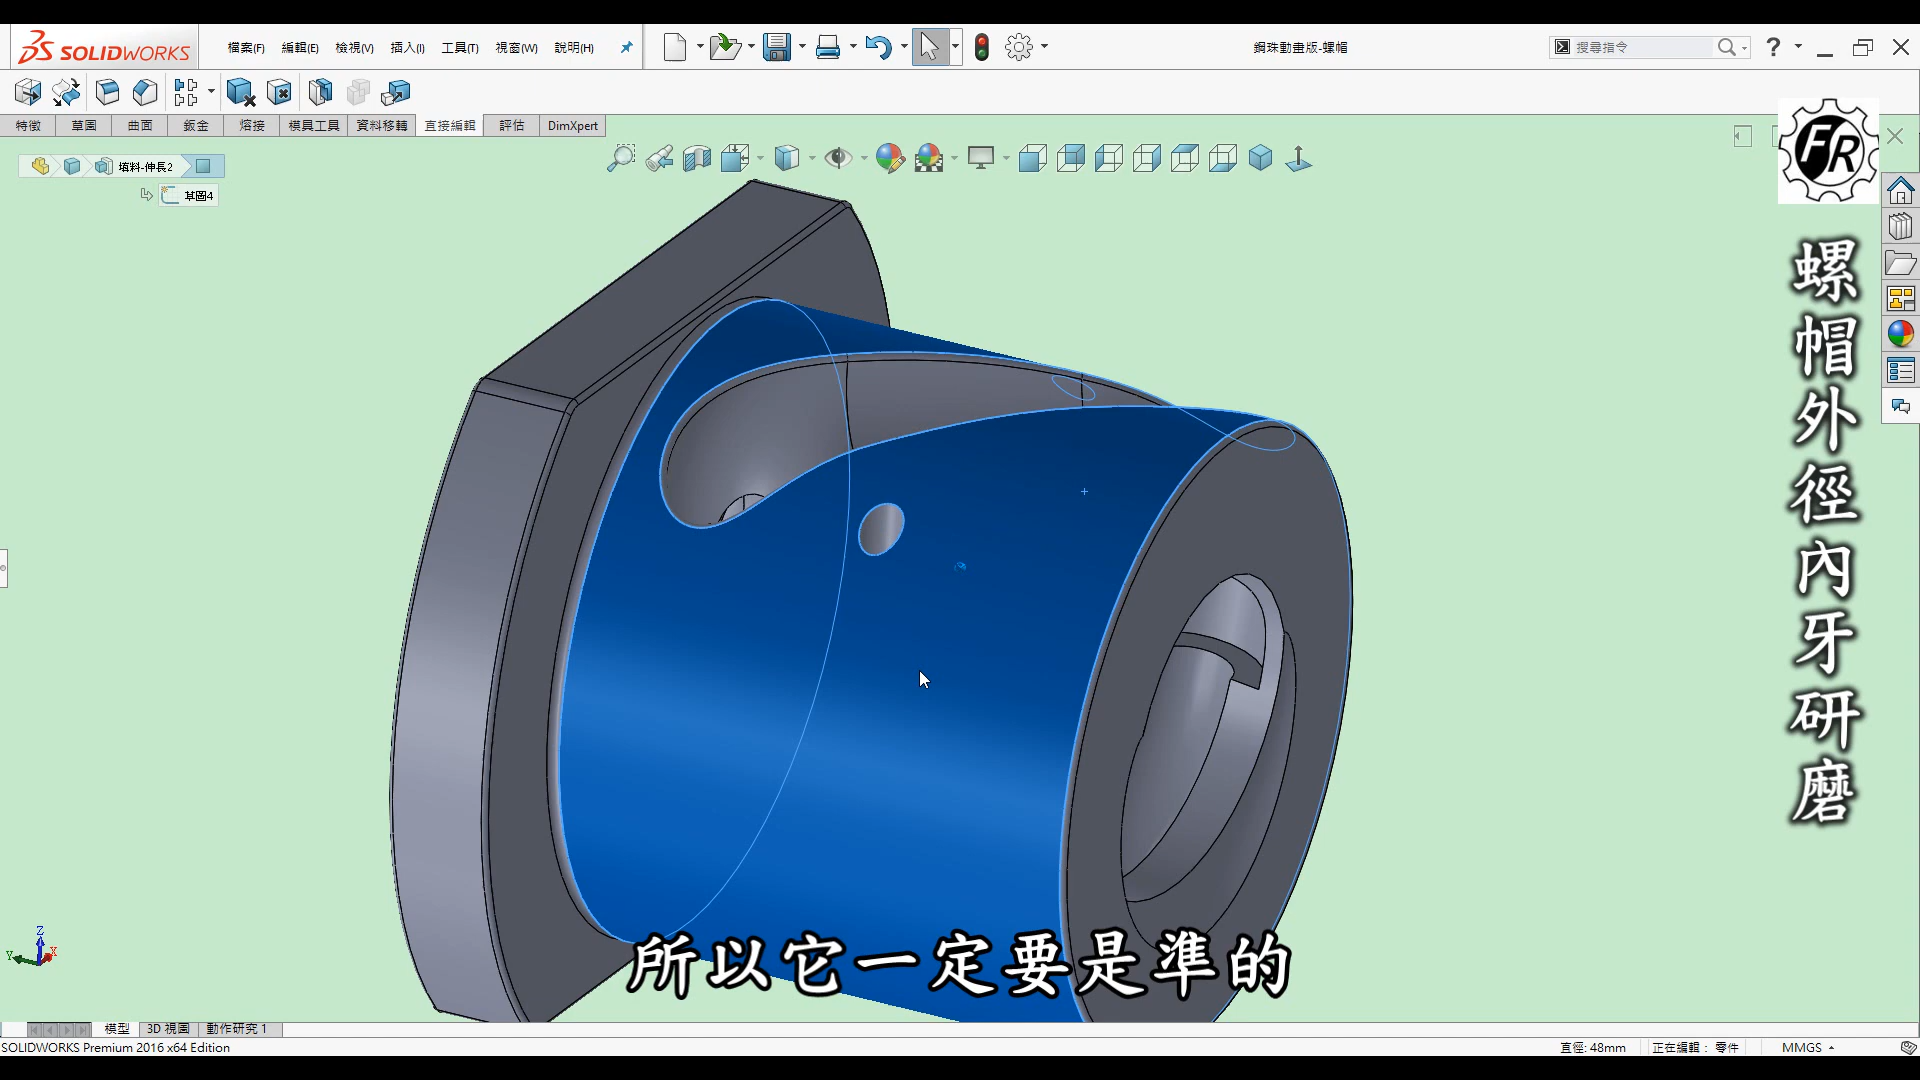 SOLIDWORKS
檔案(F) 編輯(E) 檢視(V) 插入(I) 工具(T) 視窗(W) 說明(H)
鋼珠動畫版-螺帽
搜尋指令
特徵 草圖 曲面 鈑金 熔接 模具工具 資料移轉 直接編輯 評估 DimXpert
填料-伸長2
草圖4
FR
螺帽外徑內牙研磨
所以它一定要是準的
Z
Y
X
模型 3D 視圖 動作研究 1
SOLIDWORKS Premium 2016 x64 Edition
直徑: 48mm 正在編輯： 零件 MMGS